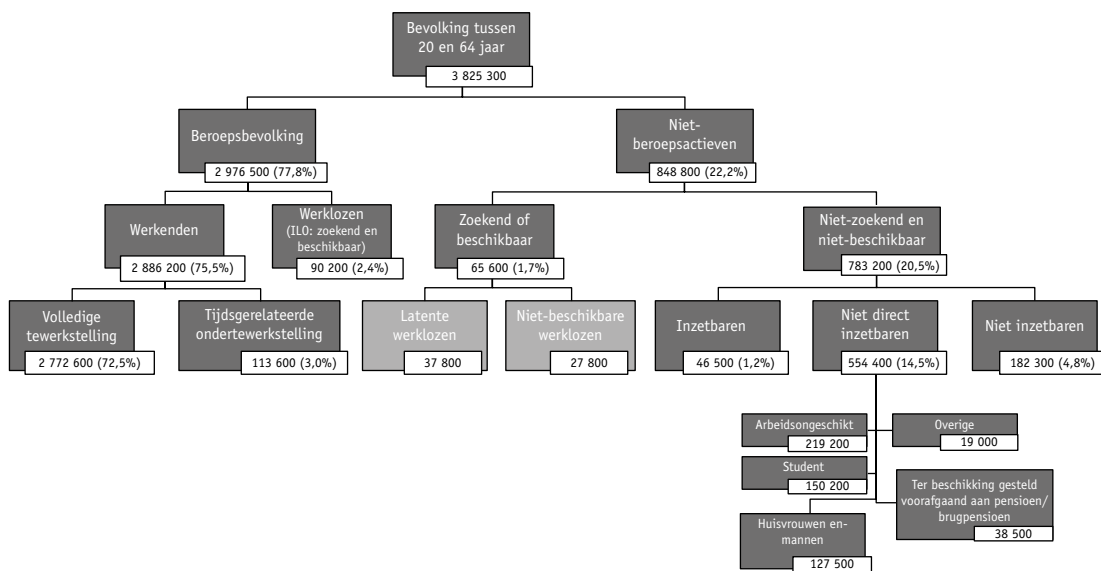 Bevolking tussen
20 en 64 jaar
3 825 300
Beroepsbevolking
2 976 500 (77,8%)
Niet-
beroepsactieven
848 800 (22,2%)
Werkenden
2 886 200 (75,5%)
Werklozen
(ILO: zoekend en
beschikbaar)
90 200 (2,4%)
Zoekend of
beschikbaar
65 600 (1,7%)
Niet-zoekend en
niet-beschikbaar
783 200 (20,5%)
Volledige
tewerkstelling
2 772 600 (72,5%)
Tijdsgerelateerde
ondertewerkstelling
113 600 (3,0%)
Latente
werklozen
37 800
Niet-beschikbare
werklozen
27 800
Inzetbaren
46 500 (1,2%)
Niet direct
inzetbaren
554 400 (14,5%)
Niet inzetbaren
182 300 (4,8%)
Arbeidsongeschikt
219 200
Overige
19 000
Student
150 200
Ter beschikking gesteld
voorafgaand aan pensioen/
brugpensioen
38 500
Huisvrouwen en-
mannen
127 500